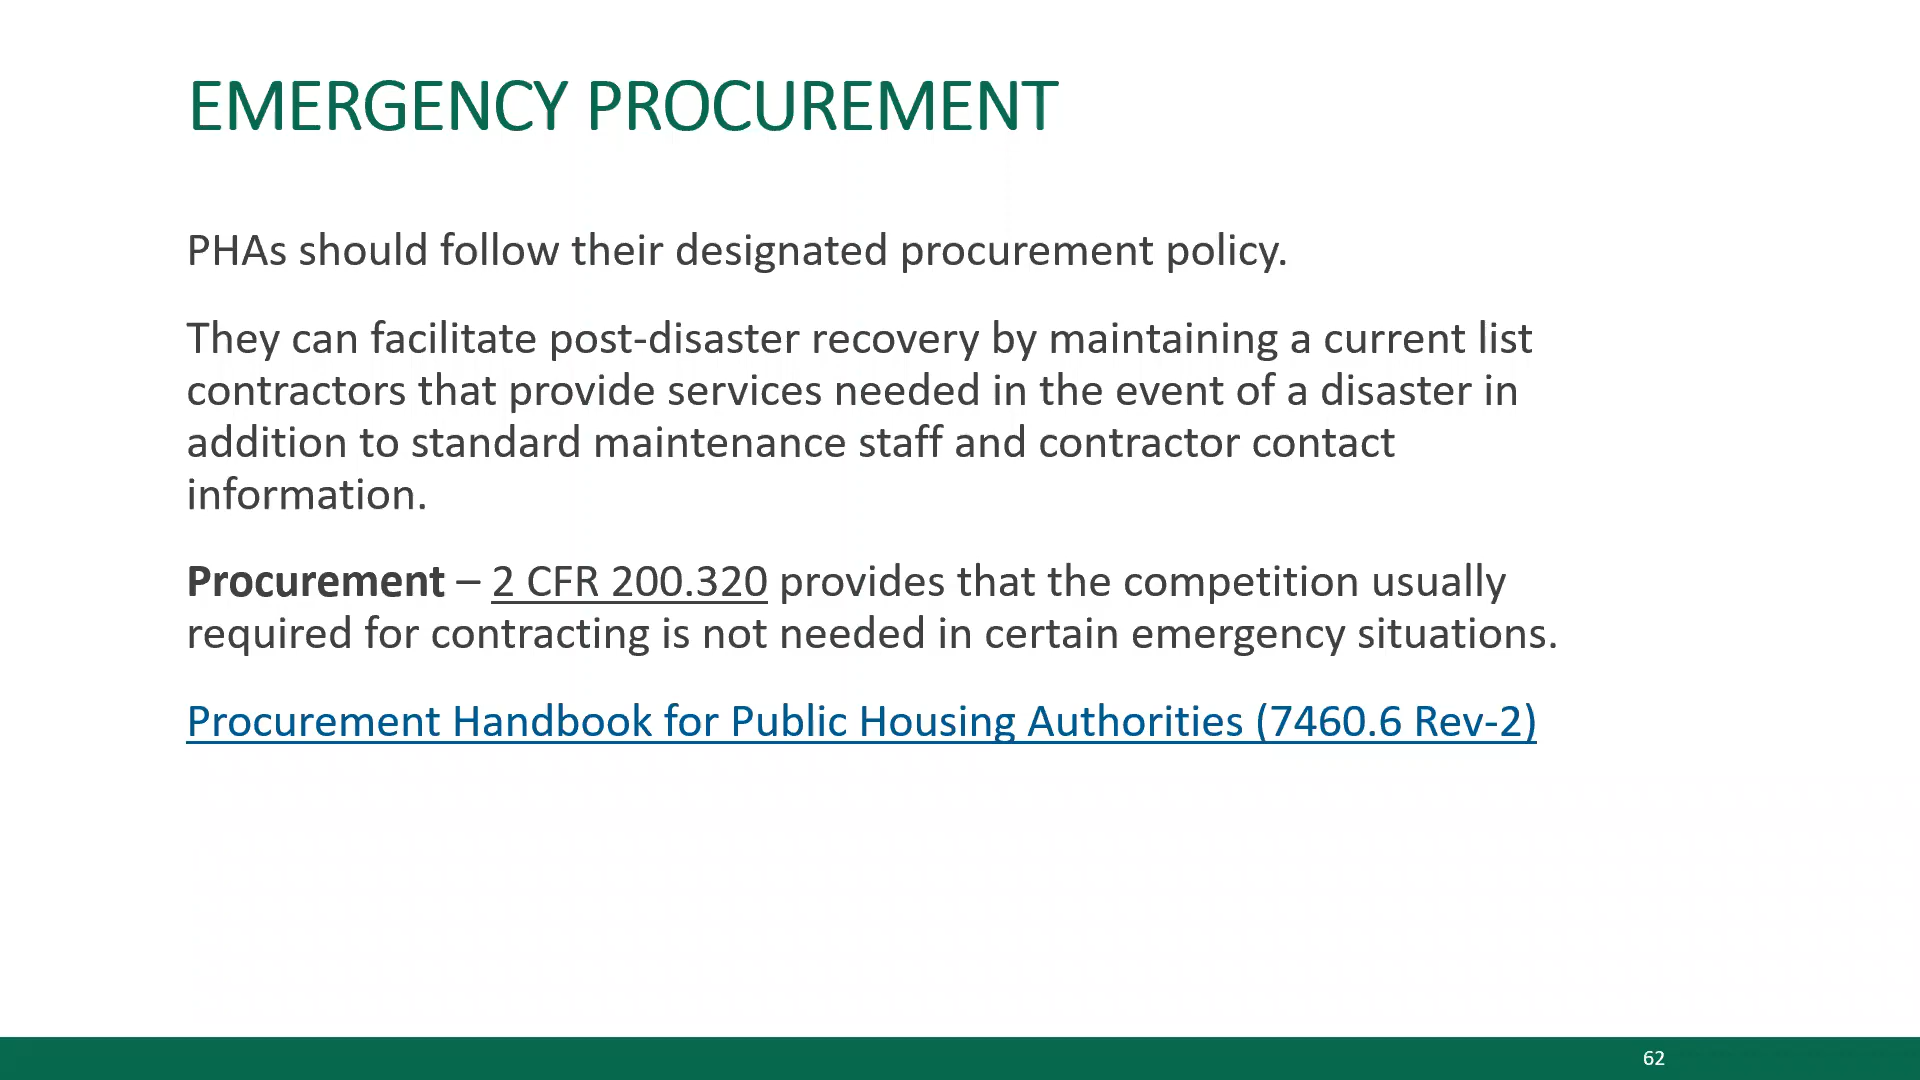 EMERGENCY PROCUREMENT
PHAs should follow their designated procurement policy.
They can facilitate post-disaster recovery by maintaining a current list
contractors that provide services needed in the event of a disaster in
addition to standard maintenance staff and contractor contact
information.
Procurement – 2 CFR 200.320 provides that the competition usually
required for contracting is not needed in certain emergency situations.
Procurement Handbook for Public Housing Authorities (7460.6 Rev-2)
62